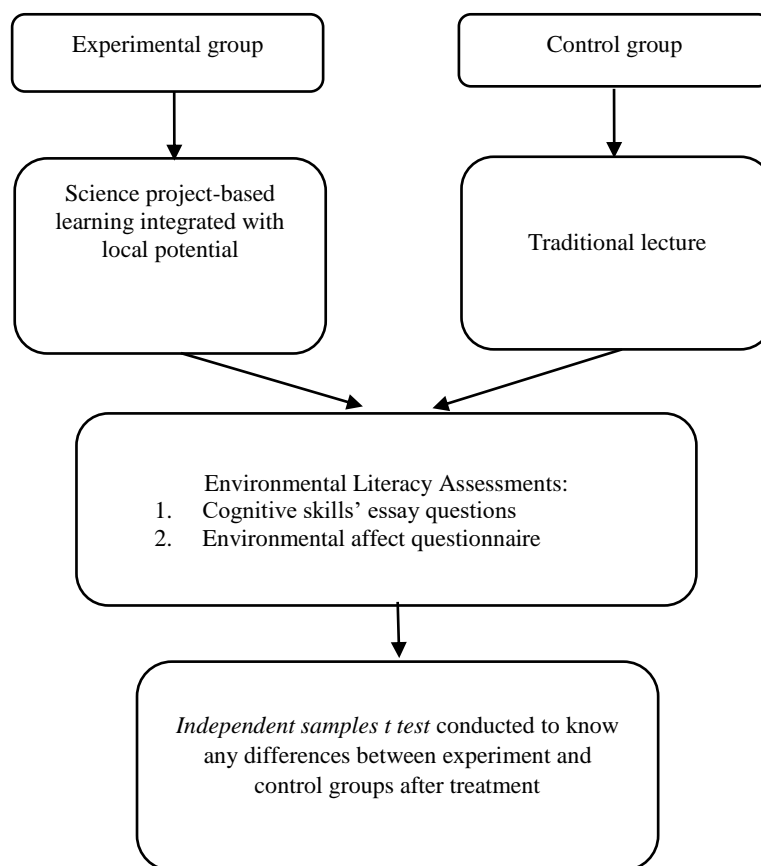 Experimental group
Control group
Science project-based
learning integrated with
local potential
Traditional lecture
Environmental Literacy Assessments:
1. Cognitive skills’ essay questions
2. Environmental affect questionnaire
Independent samples t test conducted to know
any differences between experiment and
control groups after treatment